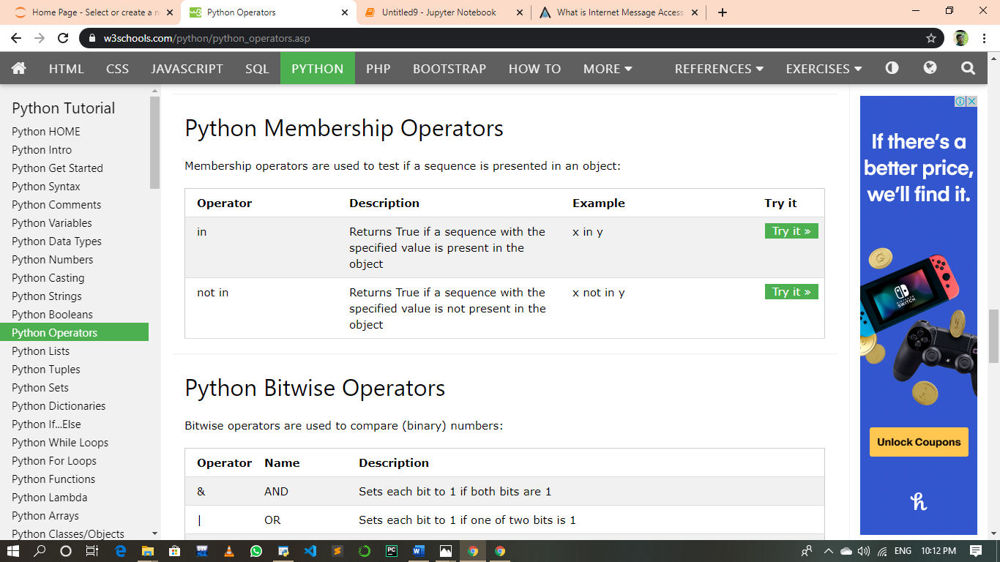 Home Page - Select or create a n
Python Operators
Untitled9 - Jupyter Notebook
What is Internet Message Access
w3schools.com/python/python_operators.asp
HTML CSS JAVASCRIPT SQL PYTHON PHP BOOTSTRAP HOW TO MORE REFERENCES EXERCISES
Python Tutorial
Python HOME
Python Intro
Python Get Started
Python Syntax
Python Comments
Python Variables
Python Data Types
Python Numbers
Python Casting
Python Strings
Python Booleans
Python Operators
Python Lists
Python Tuples
Python Sets
Python Dictionaries
Python If...Else
Python While Loops
Python For Loops
Python Functions
Python Lambda
Python Arrays
Python Classes/Objects
Python Membership Operators
Membership operators are used to test if a sequence is presented in an object:
Operator Description Example Try it
in Returns True if a sequence with the x in y Try it »
specified value is present in the
object
not in Returns True if a sequence with the x not in y Try it »
specified value is not present in the
object
Python Bitwise Operators
Bitwise operators are used to compare (binary) numbers:
Operator Name Description
& AND Sets each bit to 1 if both bits are 1
| OR Sets each bit to 1 if one of two bits is 1
If there's a
better price,
we'll find it.
NINTENDO
SWITCH
Unlock Coupons
h
ENG 10:12 PM